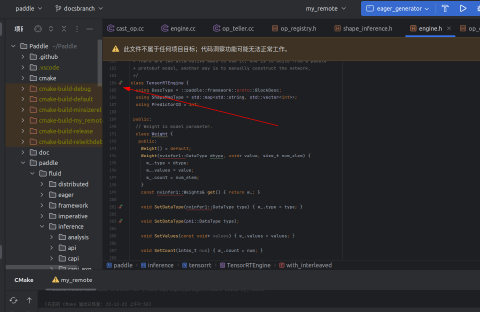 paddle
docsbranch
my_remote
eager_generator
项
cast_op.cc
engine.cc
op_teller.cc
op_registry.h
shape_inference.h
engine.h
此文件不属于任何项目目标; 代码洞察功能可能无法正常工作。
Paddle ~/Paddle
.github
.vscode
cmake
cmake-build-debug
cmake-build-default
cmake-build-minsizerel
cmake-build-my_remote
cmake-build-release
cmake-build-relwithdeb
doc
paddle
fluid
distributed
eager
framework
imperative
inference
analysis
api
capi
* protobuf model, another way is to manually construct the network.
*/
class TensorRTEngine {
using DescType = ::paddle::framework::proto::BlockDesc;
using ShapeMapType = std::map<std::string, std::vector<int>>;
public:
// Weight is model parameter.
class Weight {
public:
Weight() = default;
Weight(nvinfer1::DataType dtype, void* value, size_t num_elem) {
w_.type = dtype;
w_.values = value;
w_.count = num_elem;
}
const nvinfer1::Weights& get() { return w_; }
void SetDataType(nvinfer1::DataType type) { w_.type = type; }
void SetDataType(phi::DataType type);
void SetValues(const void* values) { w_.values = values; }
void SetCount(int64_t num) { w_.count = num; }
paddle
inference
tensorrt
TensorRTEngine
with_interleaved
CMake
my_remote